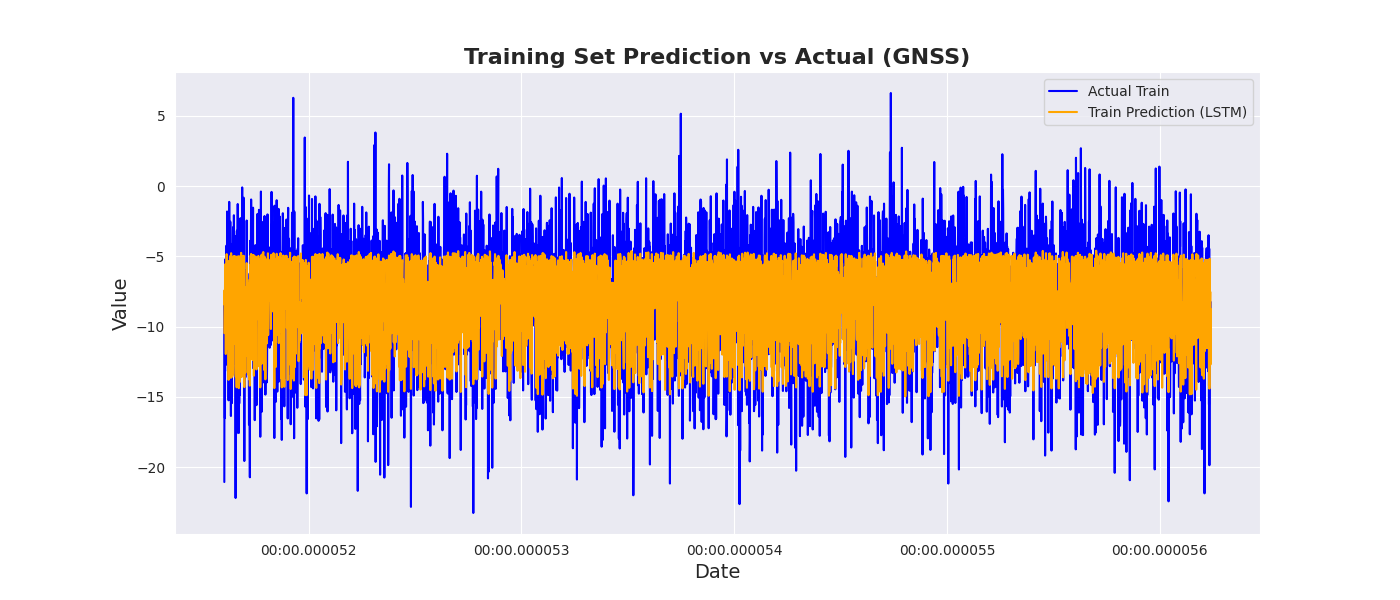 Training Set Prediction vs Actual (GNSS)
Actual Train
Train Prediction (LSTM)
Value
5
0
−5
−10
−15
−20
00:00.000052
00:00.000053
00:00.000054
00:00.000055
00:00.000056
Date